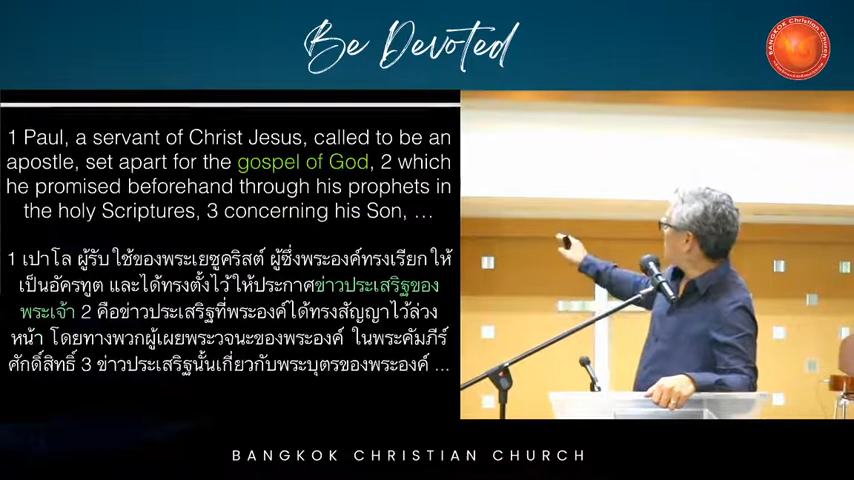 Be Devoted
BANGKOK Christian Church
1 Paul, a servant of Christ Jesus, called to be an
apostle, set apart for the gospel of God, 2 which
he promised beforehand through his prophets in
the holy Scriptures, 3 concerning his Son, ...
1 เปาโล ผู้รับใช้ของพระเยซูคริสต์ ผู้ซึ่งพระองค์ทรงเรียกให้
เป็นอัครทูต และได้ทรงตั้งไว้ให้ประกาศข่าวประเสริฐของ
พระเจ้า 2 คือข่าวประเสริฐที่พระองค์ได้ทรงสัญญาไว้ล่วง
หน้า โดยทางพวกผู้เผยพระวจนะของพระองค์ ในพระคัมภีร์
ศักดิ์สิทธิ์ 3 ข่าวประเสริฐนั้นเกี่ยวกับพระบุตรของพระองค์ ...
BANGKOK CHRISTIAN CHURCH